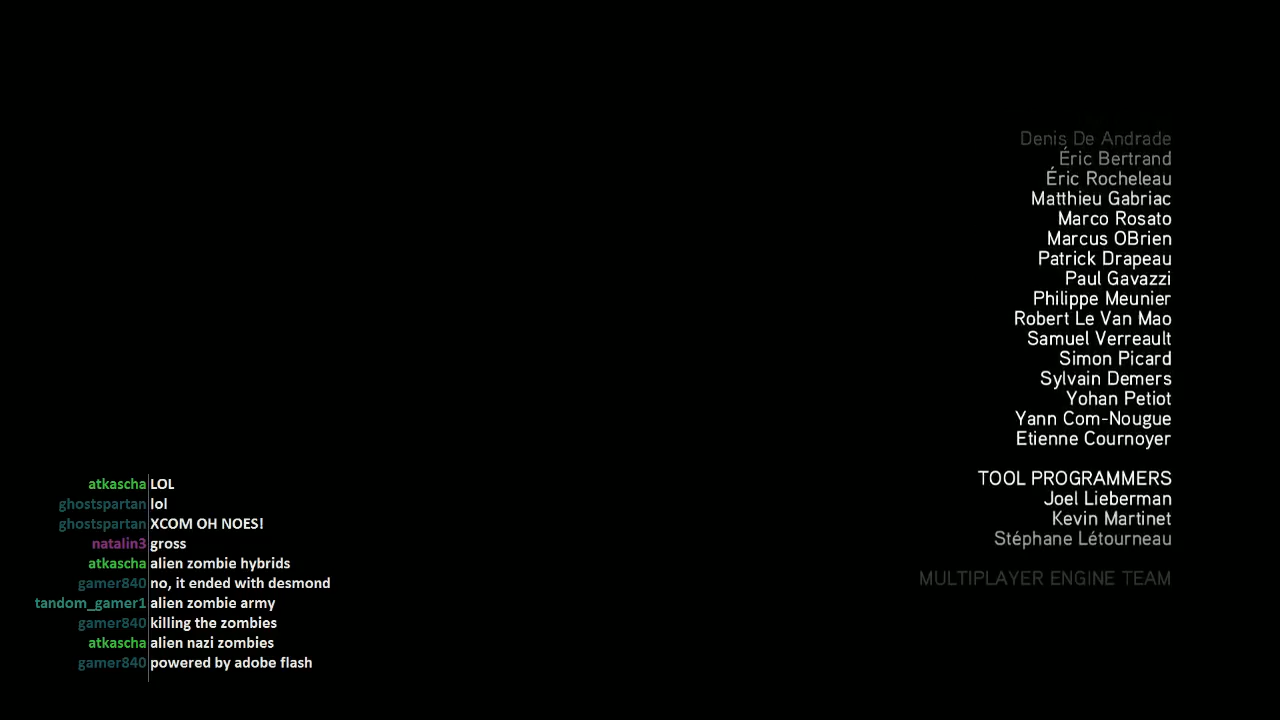 Denis De Andrade
Éric Bertrand
Éric Rocheleau
Matthieu Gabriac
Marco Rosato
Marcus OBrien
Patrick Drapeau
Paul Gavazzi
Philippe Meunier
Robert Le Van Mao
Samuel Verreault
Simon Picard
Sylvain Demers
Yohan Petiot
Yann Com-Nougue
Etienne Cournoyer
TOOL PROGRAMMERS
Joel Lieberman
Kevin Martinet
Stéphane Létourneau
MULTIPLAYER ENGINE TEAM
atkascha LOL
ghostspartan lol
ghostspartan XCOM OH NOES!
natalin3 gross
atkascha alien zombie hybrids
gamer840 no, it ended with desmond
tandom_gamer1 alien zombie army
gamer840 killing the zombies
atkascha alien nazi zombies
gamer840 powered by adobe flash